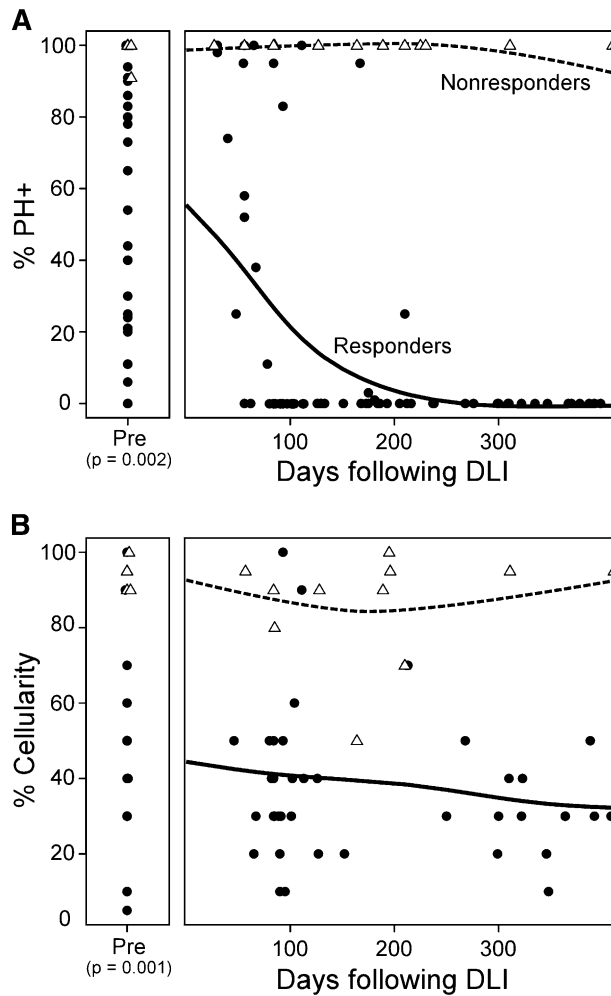 A
% PH+
100
80
60
40
20
0
Nonresponders
Responders
Pre
(p = 0.002)
100
200
300
Days following DLI
B
% Cellularity
100
80
60
40
20
0
Pre
(p = 0.001)
100
200
300
Days following DLI